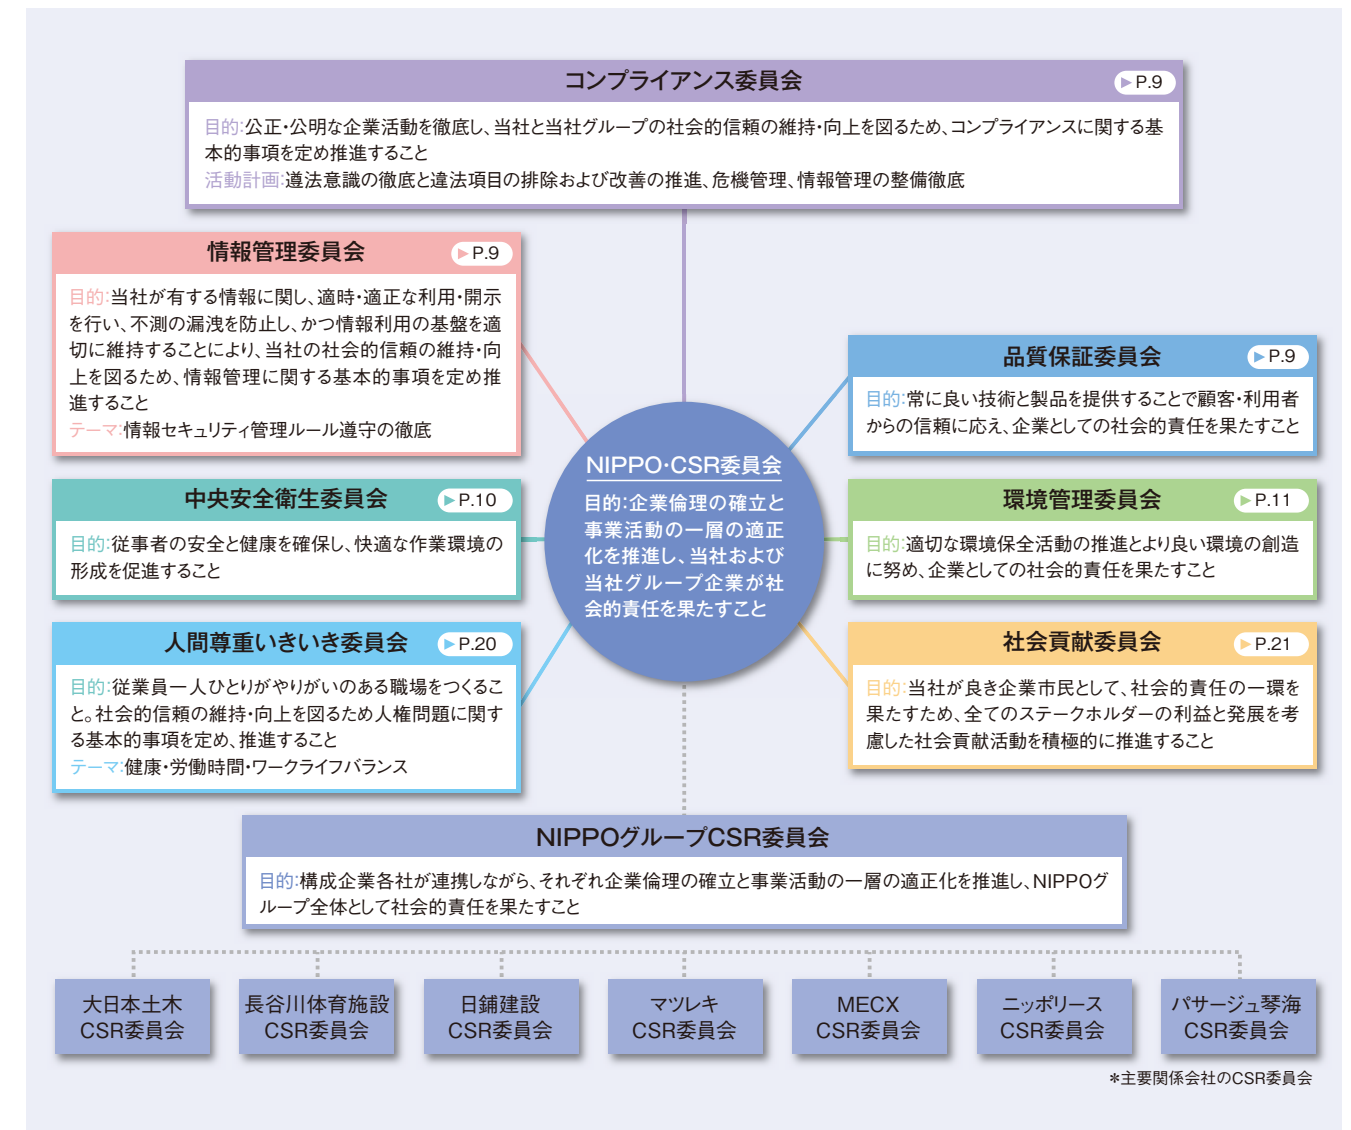 コンプライアンス委員会
▶P.9
目的:公正・公明な企業活動を徹底し、当社と当社グループの社会的信頼の維持・向上を図るため、コンプライアンスに関する基
本的事項を定め推進すること
活動計画:遵法意識の徹底と違法項目の排除および改善の推進、危機管理、情報管理の整備徹底
情報管理委員会
▶P.9
目的:当社が有する情報に関し、適時・適正な利用・開示
を行い、不測の漏洩を防止し、かつ情報利用の基盤を適
切に維持することにより、当社の社会的信頼の維持・向
上を図るため、情報管理に関する基本的事項を定め推
進すること
テーマ:情報セキュリティ管理ルール遵守の徹底
品質保証委員会
▶P.9
目的:常に良い技術と製品を提供することで顧客・利用者
からの信頼に応え、企業としての社会的責任を果たすこと
NIPPO・CSR委員会
目的:企業倫理の確立と
事業活動の一層の適正
化を推進し、当社および
当社グループ企業が社
会的責任を果たすこと
中央安全衛生委員会
▶P.10
目的:従事者の安全と健康を確保し、快適な作業環境の
形成を促進すること
環境管理委員会
▶P.11
目的:適切な環境保全活動の推進とより良い環境の創造
に努め、企業としての社会的責任を果たすこと
人間尊重いきいき委員会
▶P.20
目的:従業員一人ひとりがやりがいのある職場をつくるこ
と。社会的信頼の維持・向上を図るため人権問題に関す
る基本的事項を定め、推進すること
テーマ:健康・労働時間・ワークライフバランス
社会貢献委員会
▶P.21
目的:当社が良き企業市民として、社会的責任の一環を
果たすため、全てのステークホルダーの利益と発展を考
慮した社会貢献活動を積極的に推進すること
NIPPOグループCSR委員会
目的:構成企業各社が連携しながら、それぞれ企業倫理の確立と事業活動の一層の適正化を推進し、NIPPOグ
ループ全体として社会的責任を果たすこと
大日本土木
CSR委員会
長谷川体育施設
CSR委員会
日鋪建設
CSR委員会
マツレキ
CSR委員会
MECX
CSR委員会
ニッポリース
CSR委員会
パサージュ琴海
CSR委員会
*主要関係会社のCSR委員会